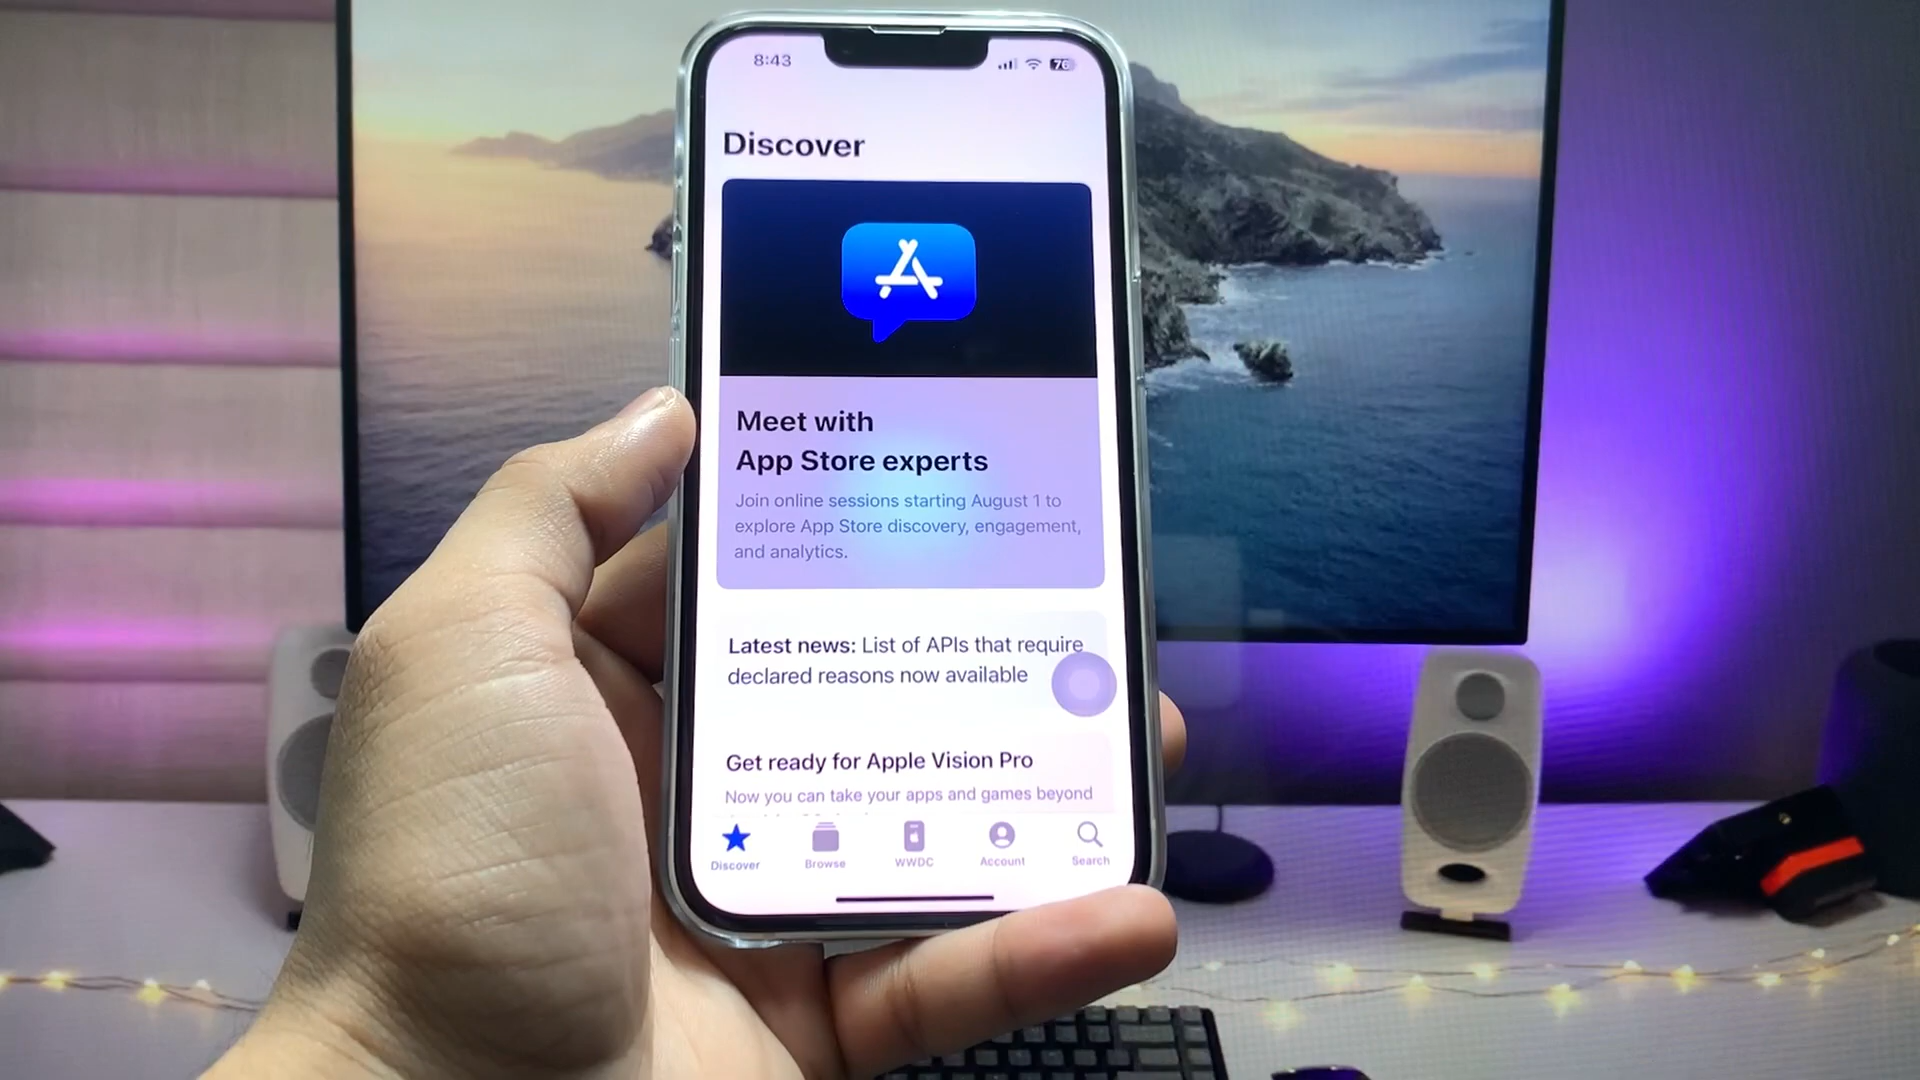 8:43
76
Discover
Meet with
App Store experts
Join online sessions starting August 1 to
explore App Store discovery, engagement,
and analytics.
Latest news: List of APIs that require
declared reasons now available
Get ready for Apple Vision Pro
Now you can take your apps and games beyond
Discover
Browse
WWDC
Account
Search